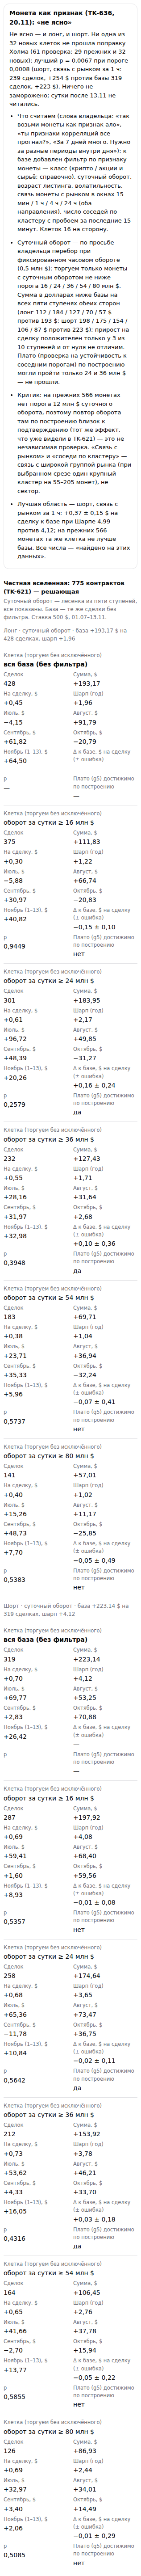 Монета как признак (TK-636, 20.11): «не ясно»
Не ясно — и лонг, и шорт. Ни одна из 32 новых клеток не прошла поправку Холма (61 проверка: 29 прежних и 32 новых): лучший p = 0,0067 при пороге 0,0008 (шорт, связь с рынком за 1 ч: 239 сделок, +254 $ против базы 319 сделок, +223 $). Ничего не заморожено; сутки после 13.11 не читались.
• Что считаем (слова владельца): «так возьми монеты как признак ало», «ты признаки корреляций все прогнал?», «За 7 дней много. Нужно за разные периоды внутри дня»): к базе добавлен фильтр по признаку монеты — класс (крипто / акции и сырьё; справочно), суточный оборот, возраст листинга, волатильность, связь монеты с рынком в окнах 15 мин / 1 ч / 4 ч / 24 ч (оба направления), число соседей по кластеру с пробоем за последние 15 минут. Клеток 16 на сторону.
• Суточный оборот — по просьбе владельца перебор при фиксированном обороте часа (0,5 млн $): торгуем только монеты с суточным оборотом не ниже порога 16 / 24 / 36 / 54 / 80 млн $. Сумма в долларах ниже базы на всех пяти ступенях обеих сторон (лонг 112 / 184 / 127 / 70 / 57 $ против 193 $; шорт 198 / 175 / 154 / 106 / 87 $ против 223 $); прирост на сделку положителен только у 3 из 10 ступеней и от нуля не отличим. Плато (проверка на устойчивость к соседним порогам) по построению могли пройти только 24 и 36 млн $ — не прошли.
• Критик: на прежних 566 монетах нет порога 12 млн $ суточного оборота, поэтому повтор оборота там по построению близок к подтверждению (тот же эффект, что уже видели в TK-621) — это не независимая проверка. «Связь с рынком» и «соседи по кластеру» — связь с широкой группой рынка (при выбранном срезе один крупный кластер на 55–205 монет), не сектор.
• Лучшая область — шорт, связь с рынком за 1 ч: +0,37 ± 0,15 $ на сделку к базе при Шарпе 4,99 против 4,12; на прежних 566 монетах та же клетка не лучше базы. Все числа — «найдено на этих данных».
Честная вселенная: 775 контрактов (TK-621) — решающая
Суточный оборот — лесенка из пяти ступеней, все показаны. База — те же сделки без фильтра. Ставка 500 $, 01.07–13.11.
Лонг · суточный оборот · база +193,17 $ на 428 сделках, шарп +1,96
Клетка (торгуем без исключённого)
вся база (без фильтра)
Сделок Сумма, $
428 +193,17
На сделку, $ Шарп (год)
+0,45 +1,96
Июль, $ Август, $
−4,15 +91,79
Сентябрь, $ Октябрь, $
+61,82 −20,79
Ноябрь (1–13), $ Δ к базе, $ на сделку (± ошибка)
+64,50 —
p Плато (g5) достижимо по построению
— —
Клетка (торгуем без исключённого)
оборот за сутки ≥ 16 млн $
Сделок Сумма, $
375 +111,83
На сделку, $ Шарп (год)
+0,30 +1,22
Июль, $ Август, $
−5,88 +66,74
Сентябрь, $ Октябрь, $
+30,97 −20,83
Ноябрь (1–13), $ Δ к базе, $ на сделку (± ошибка)
+40,82 −0,15 ± 0,10
p Плато (g5) достижимо по построению
0,9449 нет
Клетка (торгуем без исключённого)
оборот за сутки ≥ 24 млн $
Сделок Сумма, $
301 +183,95
На сделку, $ Шарп (год)
+0,61 +2,17
Июль, $ Август, $
+96,72 +49,85
Сентябрь, $ Октябрь, $
+48,39 −31,27
Ноябрь (1–13), $ Δ к базе, $ на сделку (± ошибка)
+20,26 +0,16 ± 0,24
p Плато (g5) достижимо по построению
0,2579 да
Клетка (торгуем без исключённого)
оборот за сутки ≥ 36 млн $
Сделок Сумма, $
232 +127,43
На сделку, $ Шарп (год)
+0,55 +1,71
Июль, $ Август, $
+28,16 +31,64
Сентябрь, $ Октябрь, $
+31,97 +2,68
Ноябрь (1–13), $ Δ к базе, $ на сделку (± ошибка)
+32,98 +0,10 ± 0,36
p Плато (g5) достижимо по построению
0,3948 да
Клетка (торгуем без исключённого)
оборот за сутки ≥ 54 млн $
Сделок Сумма, $
183 +69,71
На сделку, $ Шарп (год)
+0,38 +1,04
Июль, $ Август, $
+23,71 +36,94
Сентябрь, $ Октябрь, $
+35,33 −32,24
Ноябрь (1–13), $ Δ к базе, $ на сделку (± ошибка)
+5,96 −0,07 ± 0,41
p Плато (g5) достижимо по построению
0,5737 нет
Клетка (торгуем без исключённого)
оборот за сутки ≥ 80 млн $
Сделок Сумма, $
141 +57,01
На сделку, $ Шарп (год)
+0,40 +1,02
Июль, $ Август, $
+15,26 +11,17
Сентябрь, $ Октябрь, $
+48,73 −25,85
Ноябрь (1–13), $ Δ к базе, $ на сделку (± ошибка)
+7,70 −0,05 ± 0,49
p Плато (g5) достижимо по построению
0,5383 нет
Шорт · суточный оборот · база +223,14 $ на 319 сделках, шарп +4,12
Клетка (торгуем без исключённого)
вся база (без фильтра)
Сделок Сумма, $
319 +223,14
На сделку, $ Шарп (год)
+0,70 +4,12
Июль, $ Август, $
+69,77 +53,25
Сентябрь, $ Октябрь, $
+2,83 +70,88
Ноябрь (1–13), $ Δ к базе, $ на сделку (± ошибка)
+26,42 —
p Плато (g5) достижимо по построению
— —
Клетка (торгуем без исключённого)
оборот за сутки ≥ 16 млн $
Сделок Сумма, $
287 +197,92
На сделку, $ Шарп (год)
+0,69 +4,08
Июль, $ Август, $
+59,41 +68,40
Сентябрь, $ Октябрь, $
+1,60 +59,56
Ноябрь (1–13), $ Δ к базе, $ на сделку (± ошибка)
+8,93 −0,01 ± 0,08
p Плато (g5) достижимо по построению
0,5357 нет
Клетка (торгуем без исключённого)
оборот за сутки ≥ 24 млн $
Сделок Сумма, $
258 +174,64
На сделку, $ Шарп (год)
+0,68 +3,65
Июль, $ Август, $
+65,36 +73,47
Сентябрь, $ Октябрь, $
−11,78 +36,75
Ноябрь (1–13), $ Δ к базе, $ на сделку (± ошибка)
+10,84 −0,02 ± 0,11
p Плато (g5) достижимо по построению
0,5642 да
Клетка (торгуем без исключённого)
оборот за сутки ≥ 36 млн $
Сделок Сумма, $
212 +153,92
На сделку, $ Шарп (год)
+0,73 +3,78
Июль, $ Август, $
+53,62 +46,21
Сентябрь, $ Октябрь, $
+4,33 +33,70
Ноябрь (1–13), $ Δ к базе, $ на сделку (± ошибка)
+16,05 +0,03 ± 0,18
p Плато (g5) достижимо по построению
0,4316 да
Клетка (торгуем без исключённого)
оборот за сутки ≥ 54 млн $
Сделок Сумма, $
164 +106,45
На сделку, $ Шарп (год)
+0,65 +2,76
Июль, $ Август, $
+41,66 +37,78
Сентябрь, $ Октябрь, $
−2,70 +15,94
Ноябрь (1–13), $ Δ к базе, $ на сделку (± ошибка)
+13,77 −0,05 ± 0,22
p Плато (g5) достижимо по построению
0,5855 нет
Клетка (торгуем без исключённого)
оборот за сутки ≥ 80 млн $
Сделок Сумма, $
126 +86,93
На сделку, $ Шарп (год)
+0,69 +2,44
Июль, $ Август, $
+32,97 +34,01
Сентябрь, $ Октябрь, $
+3,40 +14,49
Ноябрь (1–13), $ Δ к базе, $ на сделку (± ошибка)
+2,06 −0,01 ± 0,29
p Плато (g5) достижимо по построению
0,5085 нет